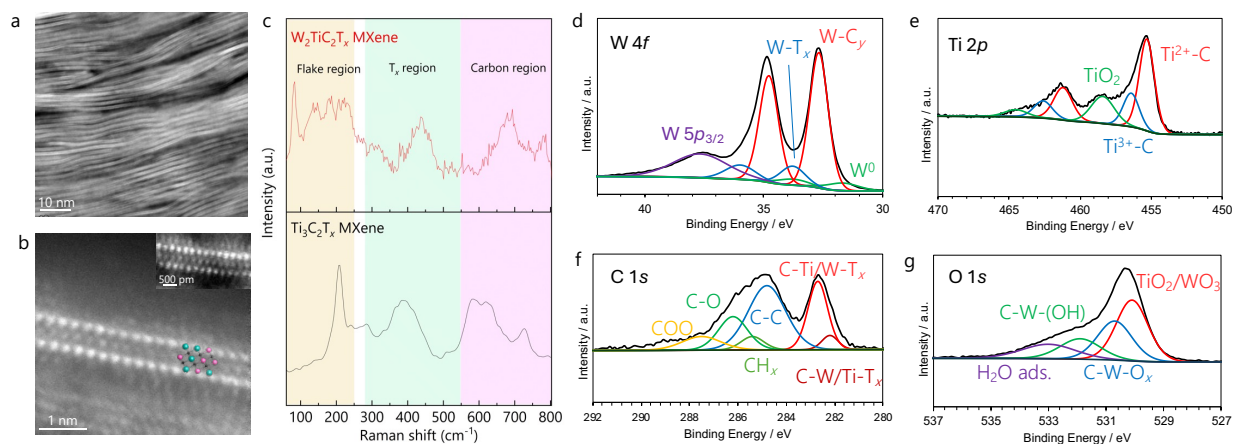 a
10 nm
b
500 pm
1 nm
c
W₂TiC₂Tₓ MXene
Flake region
Tₓ region
Carbon region
Ti₃C₂Tₓ MXene
Intensity (a.u.)
100 200 300 400 500 600 700 800
Raman shift (cm⁻¹)
d
W 4f
W-Tₓ
W-Cᵧ
W 5p₃/₂
W⁰
Intensity / a.u.
40 35 30
Binding Energy / eV
e
Ti 2p
Ti²⁺-C
TiO₂
Ti³⁺-C
Intensity / a.u.
470 465 460 455 450
Binding Energy / eV
f
C 1s
C-Ti/W-Tₓ
C-O
C-C
COO
CHₓ
C-W/Ti-Tₓ
Intensity / a.u.
292 290 288 286 284 282 280
Binding Energy / eV
g
O 1s
TiO₂/WO₃
C-W-(OH)
H₂O ads.
C-W-Oₓ
Intensity / a.u.
537 535 533 531 529 527
Binding Energy / eV